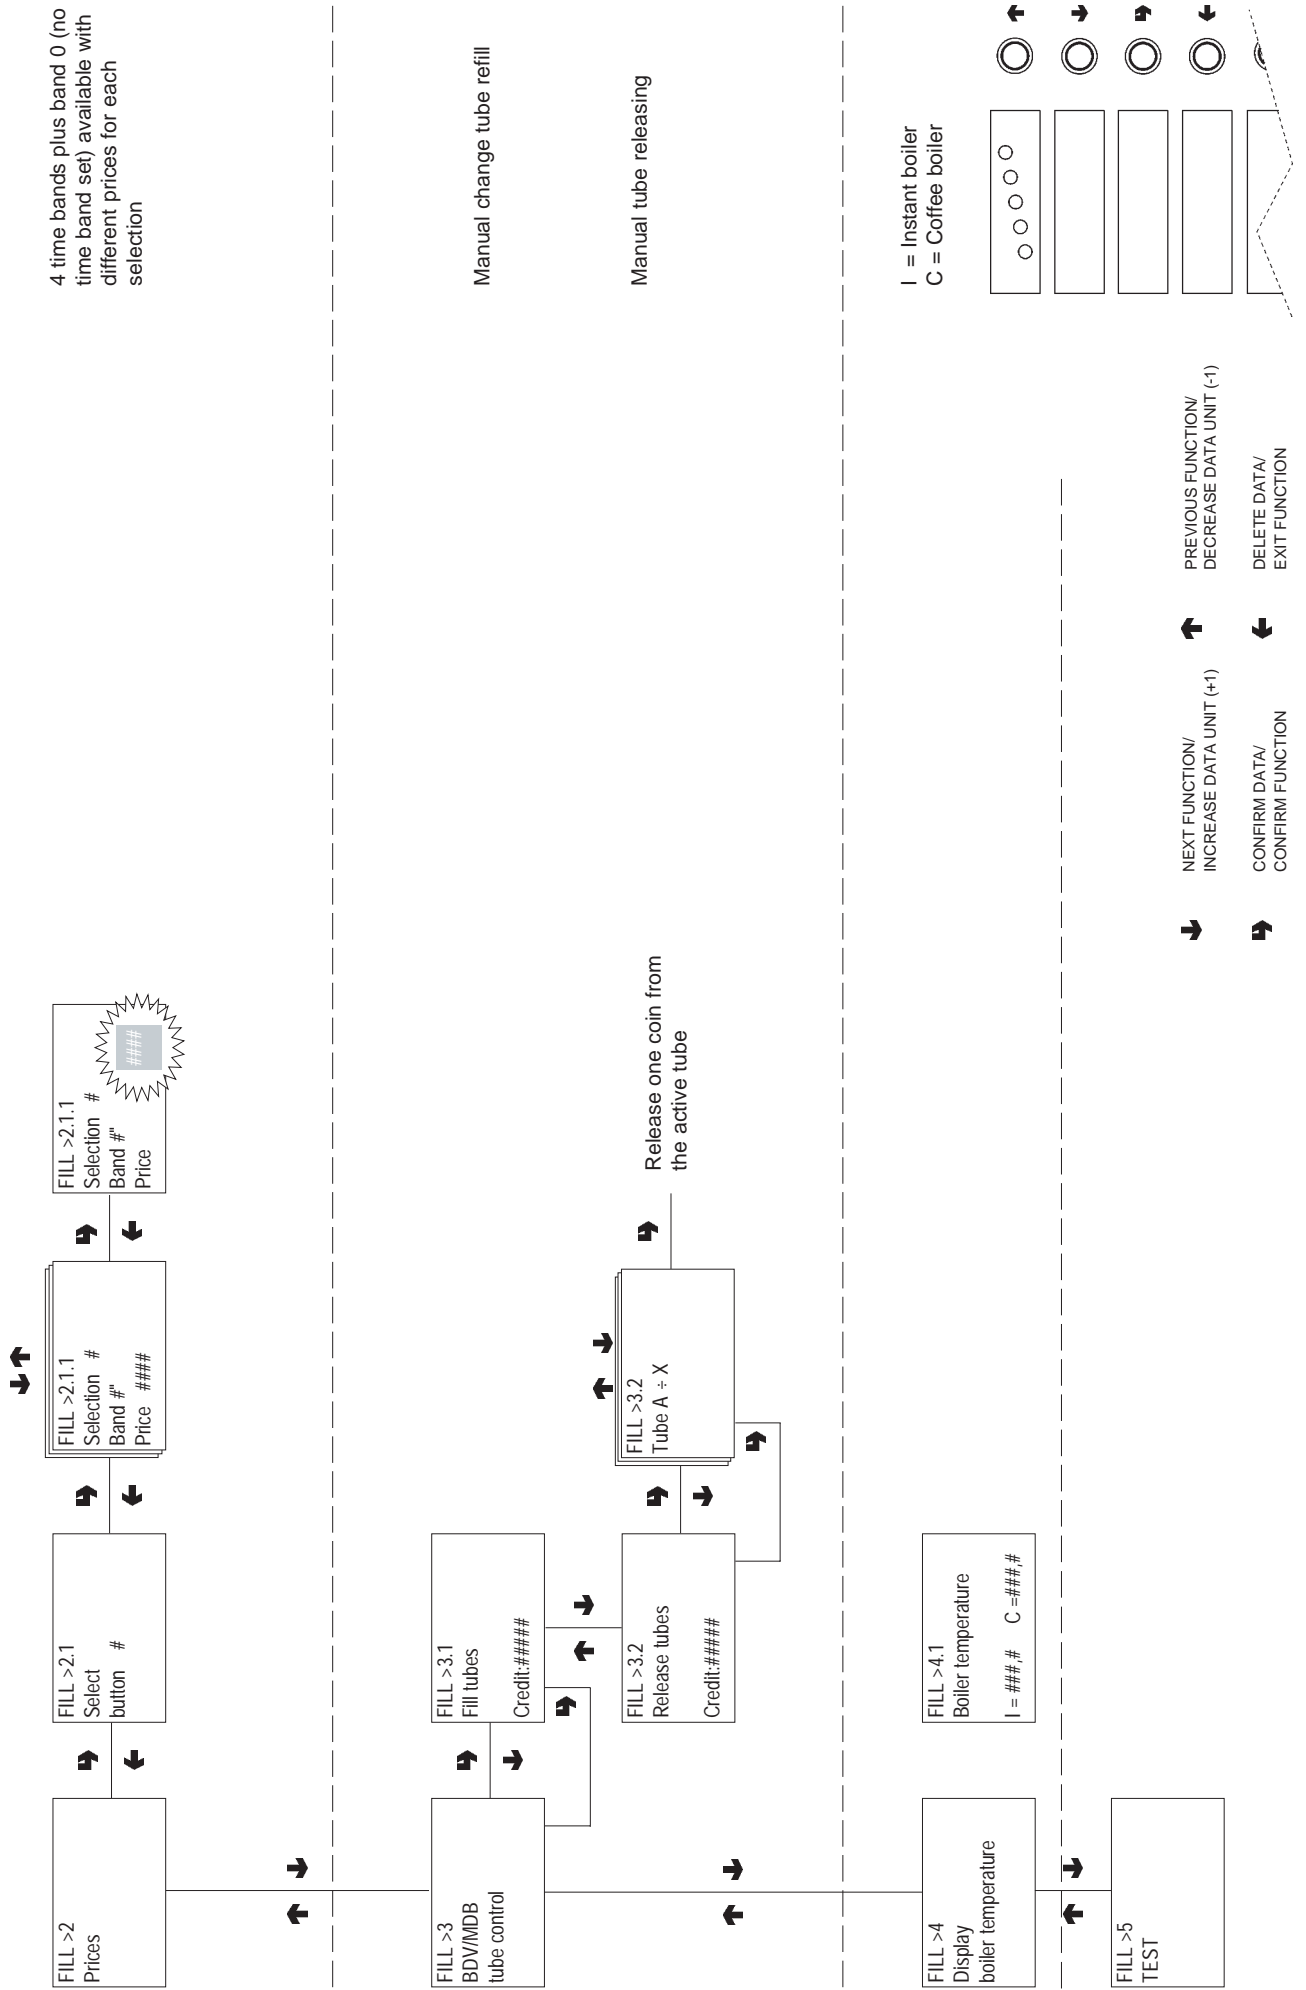 FILL >2
Prices
FILL >2.1
Select
button #
FILL >2.1.1
Selection #
Band #"
Price ####
FILL >2.1.1
Selection #
Band #"
Price ####
4 time bands plus band 0 (no
time band set) available with
different prices for each
selection
FILL >3
BDV/MDB
tube control
FILL >3.1
Fill tubes
Credit:#####
Manual change tube refill
FILL >3.2
Release tubes
Credit:#####
FILL >3.2
Tube A ÷ X
Release one coin from
the active tube
Manual tube releasing
FILL >4
Display
boiler temperature
FILL >4.1
Boiler temperature
I = ###,# C =###,#
I = Instant boiler
C = Coffee boiler
FILL >5
TEST
NEXT FUNCTION/
INCREASE DATA UNIT (+1)
PREVIOUS FUNCTION/
DECREASE DATA UNIT (-1)
CONFIRM DATA/
CONFIRM FUNCTION
DELETE DATA/
EXIT FUNCTION